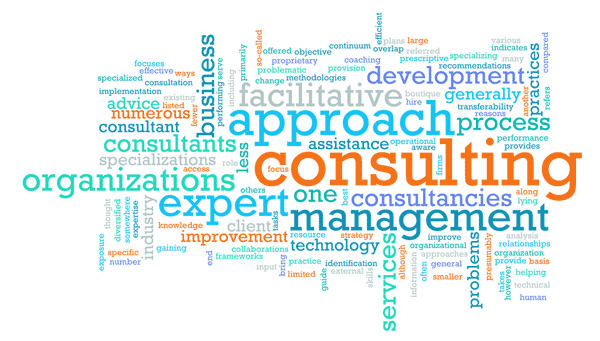 efficient
plans
large
various
so-called
offered
objective
continuum
overlap
referred
indicates
compared
business
focuses
primarily
proprietary
coaching
prescriptive
specializing
many
effective
ways
serve
problematic
provision
recommendations
practices
specialized
consultation
change
methodologies
development
implementation
existing
performing
including
facilitative
boutique
generally
another
refers
advice
listed
fewer
hire
transferability
numerous
approach
reasons
consultant
process
consultants
less
assistance
operational
performance
aware
provides
specializations
role
consulting
access
focus
firms
organizations
others
one
best
consultancies
along
lying
expert
management
thought
diversified
somewhere
expertise
industry
knowledge
client
tasks
improvement
resource
strategy
services
improve
problems
analysis
exposure
technology
organizational
presumably
relationships
specific
gaining
collaborations
although
approaches
organization
number
end
frameworks
bring
practice
identification
information
often
general
provide
basis
input
limited
guide
external
skills
smaller
takes
however
helping
technical
human